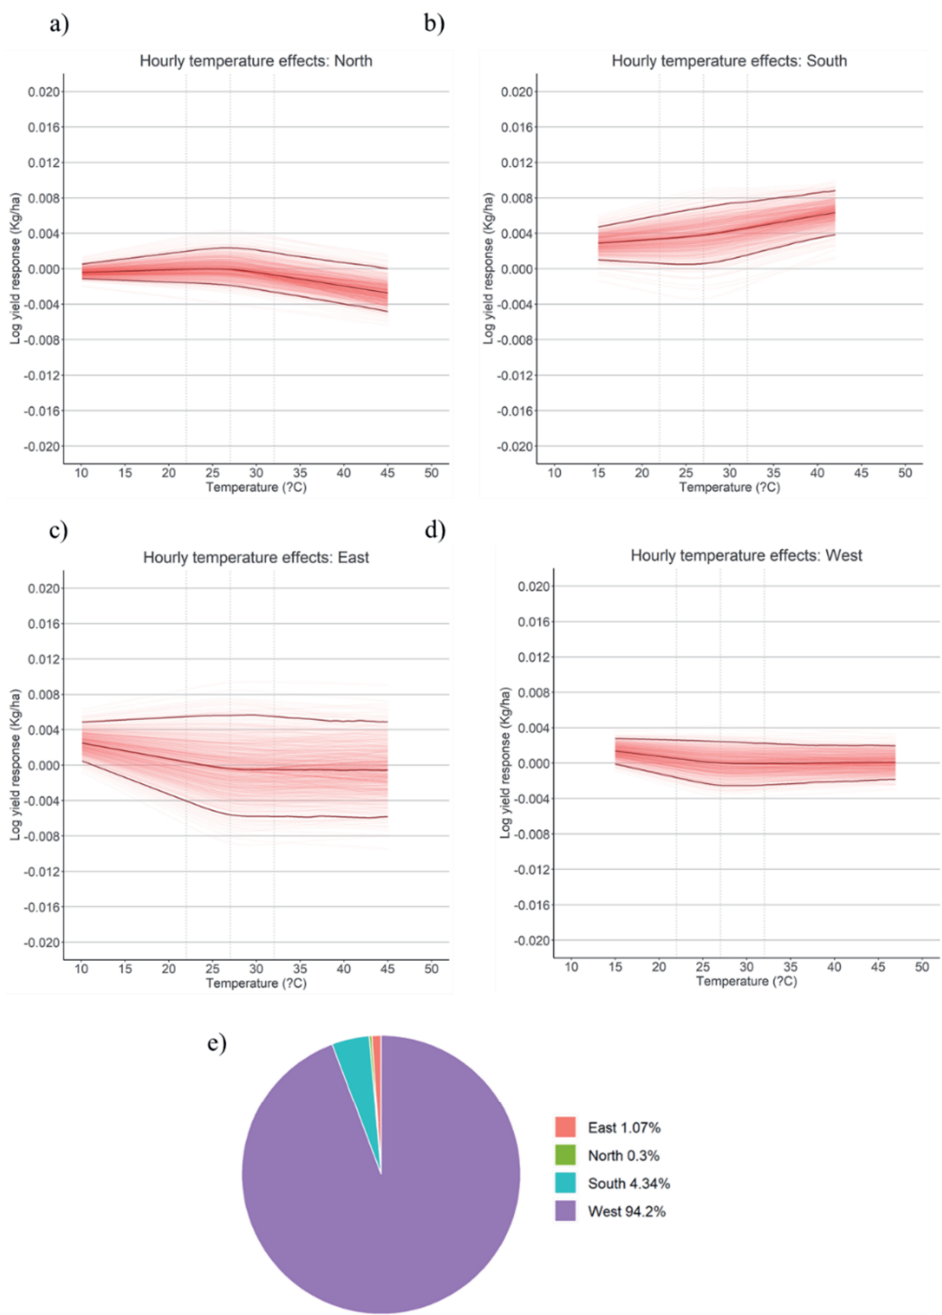 a)
Hourly temperature effects: North
Log yield response (Kg/ha)
0.020
0.016
0.012
0.008
0.004
0.000
-0.004
-0.008
-0.012
-0.016
-0.020
10 15 20 25 30 35 40 45 50
Temperature (?C)
b)
Hourly temperature effects: South
Log yield response (Kg/ha)
0.020
0.016
0.012
0.008
0.004
0.000
-0.004
-0.008
-0.012
-0.016
-0.020
10 15 20 25 30 35 40 45 50
Temperature (?C)
c)
Hourly temperature effects: East
Log yield response (Kg/ha)
0.020
0.016
0.012
0.008
0.004
0.000
-0.004
-0.008
-0.012
-0.016
-0.020
10 15 20 25 30 35 40 45 50
Temperature (?C)
d)
Hourly temperature effects: West
Log yield response (Kg/ha)
0.020
0.016
0.012
0.008
0.004
0.000
-0.004
-0.008
-0.012
-0.016
-0.020
10 15 20 25 30 35 40 45 50
Temperature (?C)
e)
East 1.07%
North 0.3%
South 4.34%
West 94.2%